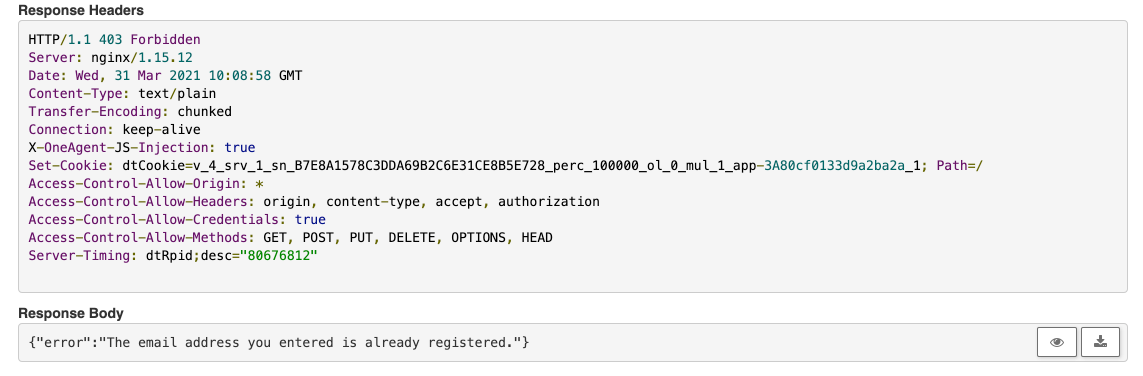 Response Headers
HTTP/1.1 403 Forbidden
Server: nginx/1.15.12
Date: Wed, 31 Mar 2021 10:08:58 GMT
Content-Type: text/plain
Transfer-Encoding: chunked
Connection: keep-alive
X-OneAgent-JS-Injection: true
Set-Cookie: dtCookie=v_4_srv_1_sn_B7E8A1578C3DDA69B2C6E31CE8B5E728_perc_100000_ol_0_mul_1_app-3A80cf0133d9a2ba2a_1; Path=/
Access-Control-Allow-Origin: *
Access-Control-Allow-Headers: origin, content-type, accept, authorization
Access-Control-Allow-Credentials: true
Access-Control-Allow-Methods: GET, POST, PUT, DELETE, OPTIONS, HEAD
Server-Timing: dtRpid;desc="80676812"
Response Body
{"error":"The email address you entered is already registered."}